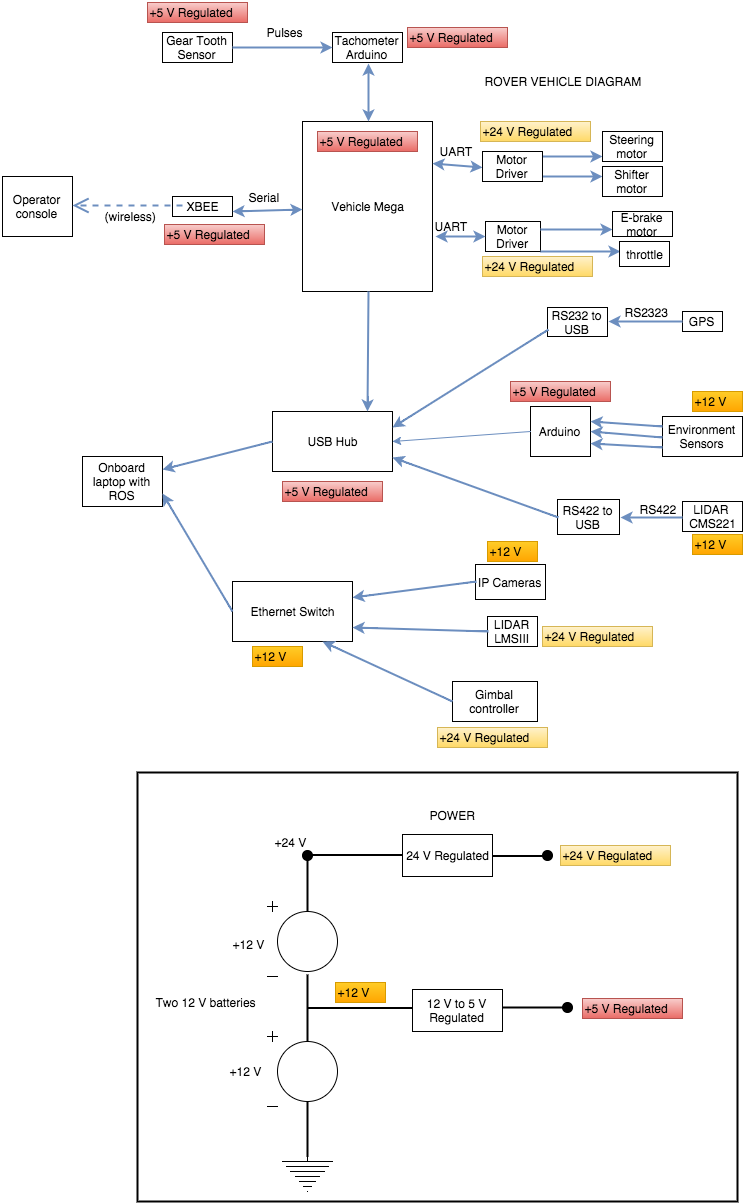 +5 V Regulated
Gear Tooth
Sensor
Pulses
Tachometer
Arduino
+5 V Regulated
ROVER VEHICLE DIAGRAM
+5 V Regulated
Vehicle Mega
UART
+24 V Regulated
Motor
Driver
Steering
motor
Shifter
motor
Operator
console
(wireless)
XBEE
Serial
+5 V Regulated
UART
Motor
Driver
+24 V Regulated
E-brake
motor
throttle
RS232 to
USB
RS2323
GPS
+5 V Regulated
Arduino
+12 V
Environment
Sensors
USB Hub
+5 V Regulated
Onboard
laptop with
ROS
RS422 to
USB
RS422
LIDAR
CMS221
+12 V
+12 V
IP Cameras
Ethernet Switch
+12 V
LIDAR
LMSIII
+24 V Regulated
Gimbal
controller
+24 V Regulated
POWER
+24 V
24 V Regulated
+24 V Regulated
+
+12 V
−
Two 12 V batteries
+12 V
12 V to 5 V
Regulated
+5 V Regulated
+
+12 V
−